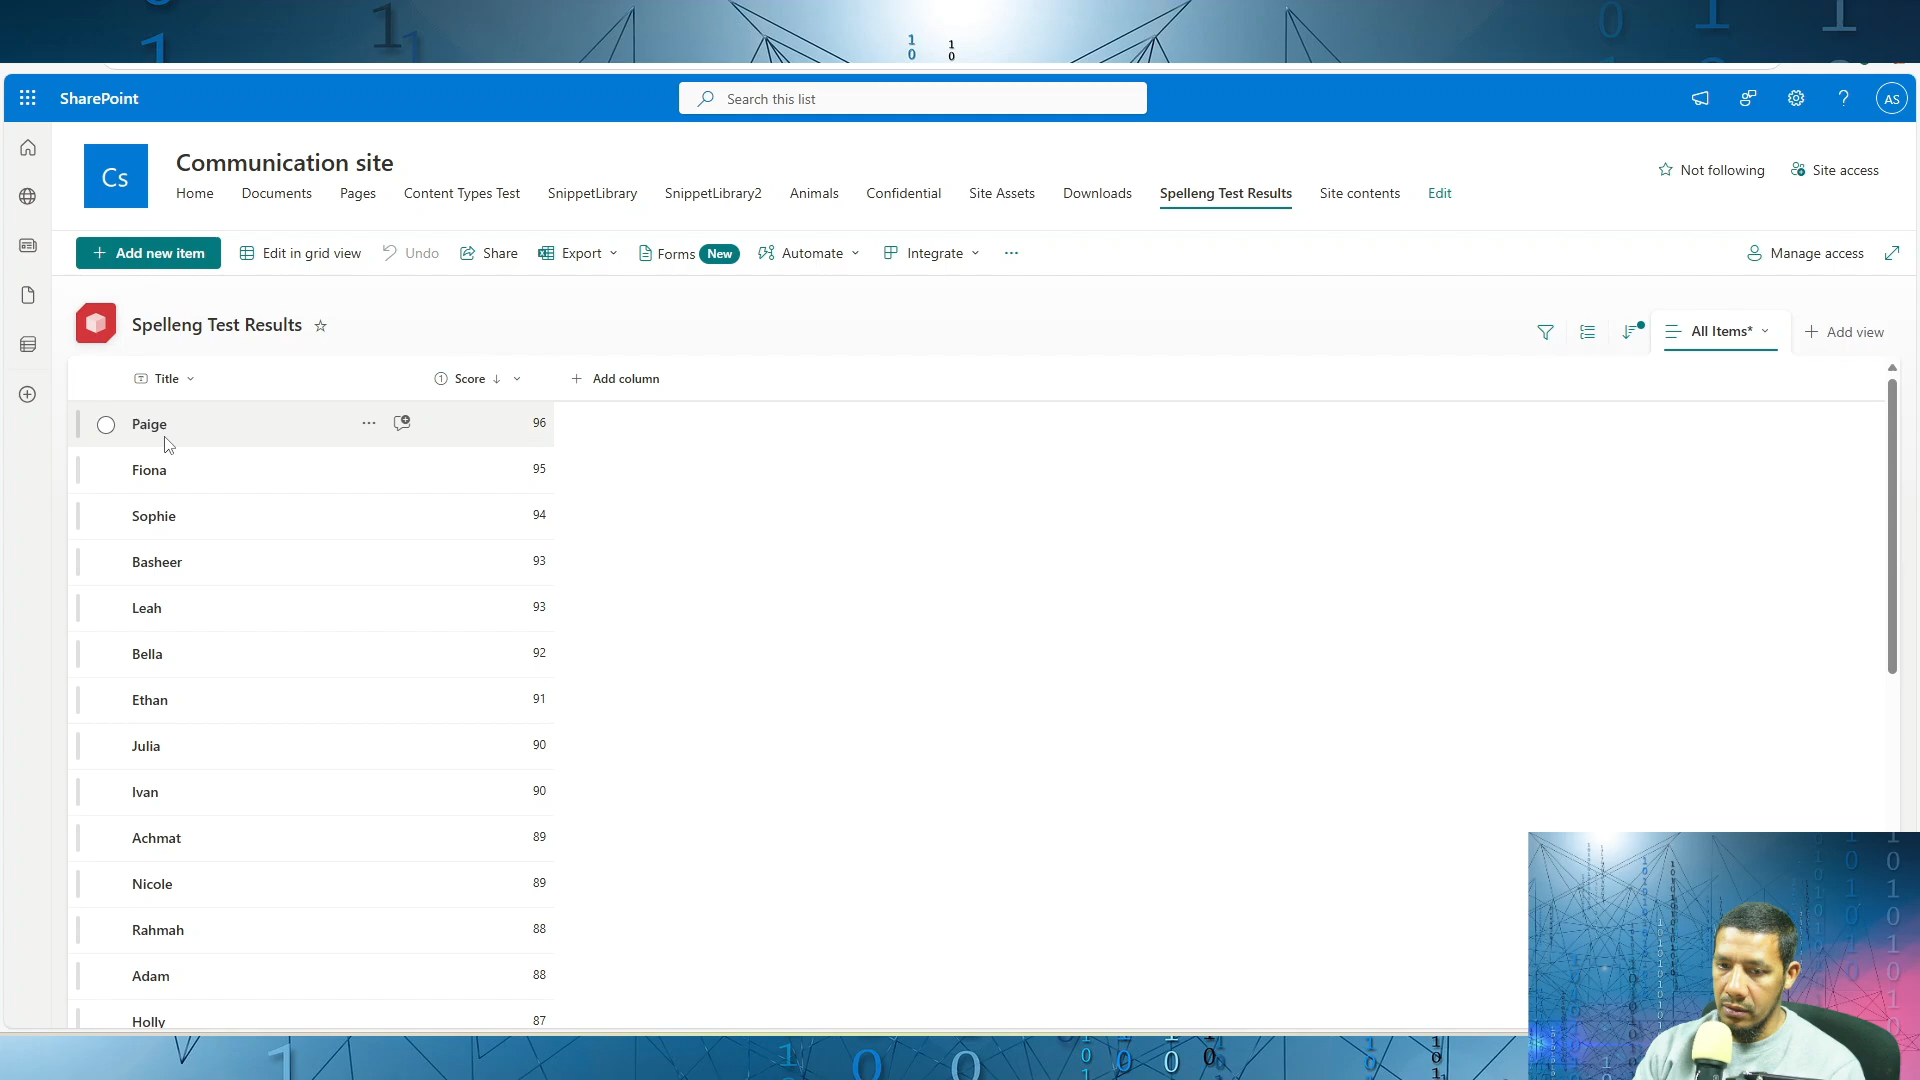 SharePoint
Search this list
AS
Cs
Communication site
Not following
Site access
Home Documents Pages Content Types Test SnippetLibrary SnippetLibrary2 Animals Confidential Site Assets Downloads Spelleng Test Results Site contents Edit
Add new item Edit in grid view Undo Share Export Forms New Automate Integrate ... Manage access
Spelleng Test Results
All Items* Add view
Title Score Add column
Paige ... 96
Fiona 95
Sophie 94
Basheer 93
Leah 93
Bella 92
Ethan 91
Julia 90
Ivan 90
Achmat 89
Nicole 89
Rahmah 88
Adam 88
Holly 87